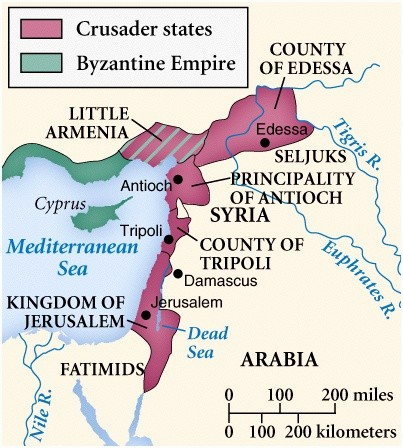 Crusader states
Byzantine Empire
COUNTY
OF EDESSA
LITTLE
ARMENIA
Edessa
Tigris R.
SELJUKS
Antioch
PRINCIPALITY
OF ANTIOCH
Cyprus
SYRIA
Tripoli
Mediterranean
Sea
COUNTY OF
TRIPOLI
Euphrates R.
Damascus
KINGDOM OF
JERUSALEM
Jerusalem
Dead
Sea
FATIMIDS
ARABIA
Nile R.
0 100 200 miles
0 100 200 kilometers